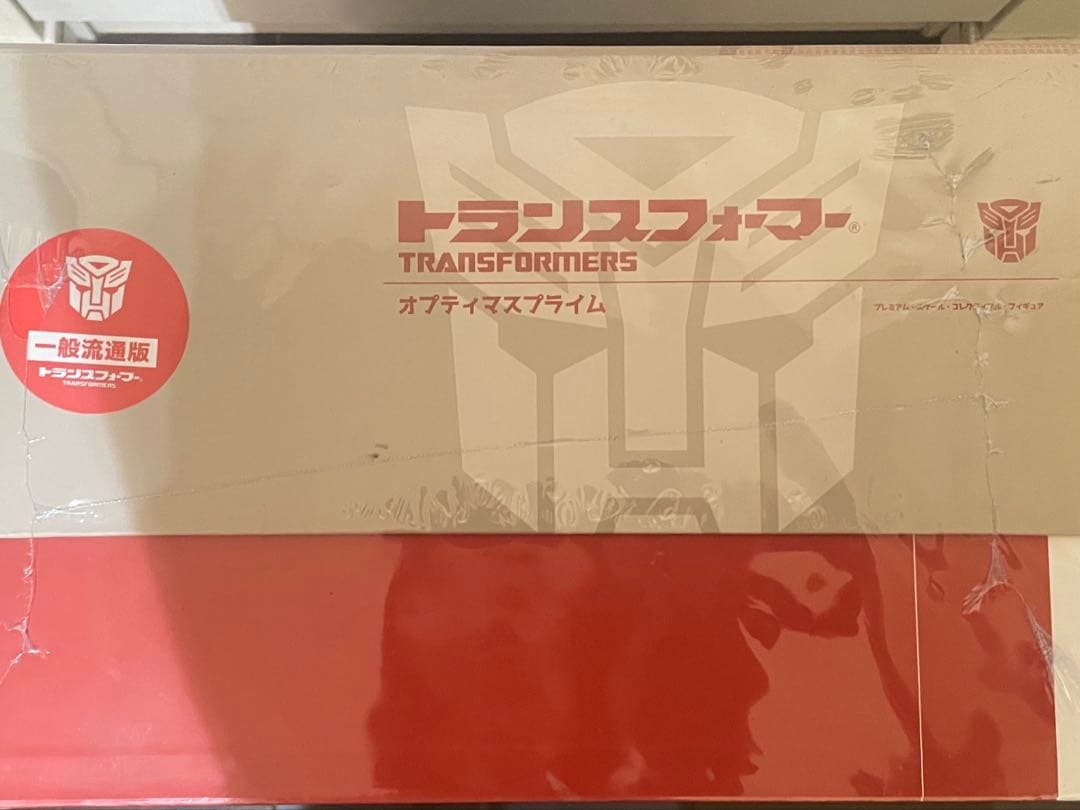 トランスフォーマー®
TRANSFORMERS
オプティマスプライム
プレミアム・スケール・コレクティブル・フィギュア
一般流通版
トランスフォーマー®
TRANSFORMERS